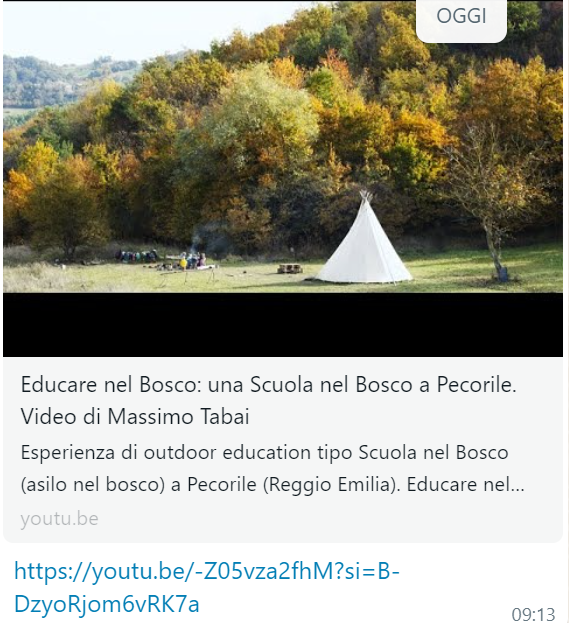 OGGI
Educare nel Bosco: una Scuola nel Bosco a Pecorile.
Video di Massimo Tabai
Esperienza di outdoor education tipo Scuola nel Bosco
(asilo nel bosco) a Pecorile (Reggio Emilia). Educare nel...
youtu.be
https://youtu.be/-Z05vza2fhM?si=B-
DzyoRjom6vRK7a
09:13